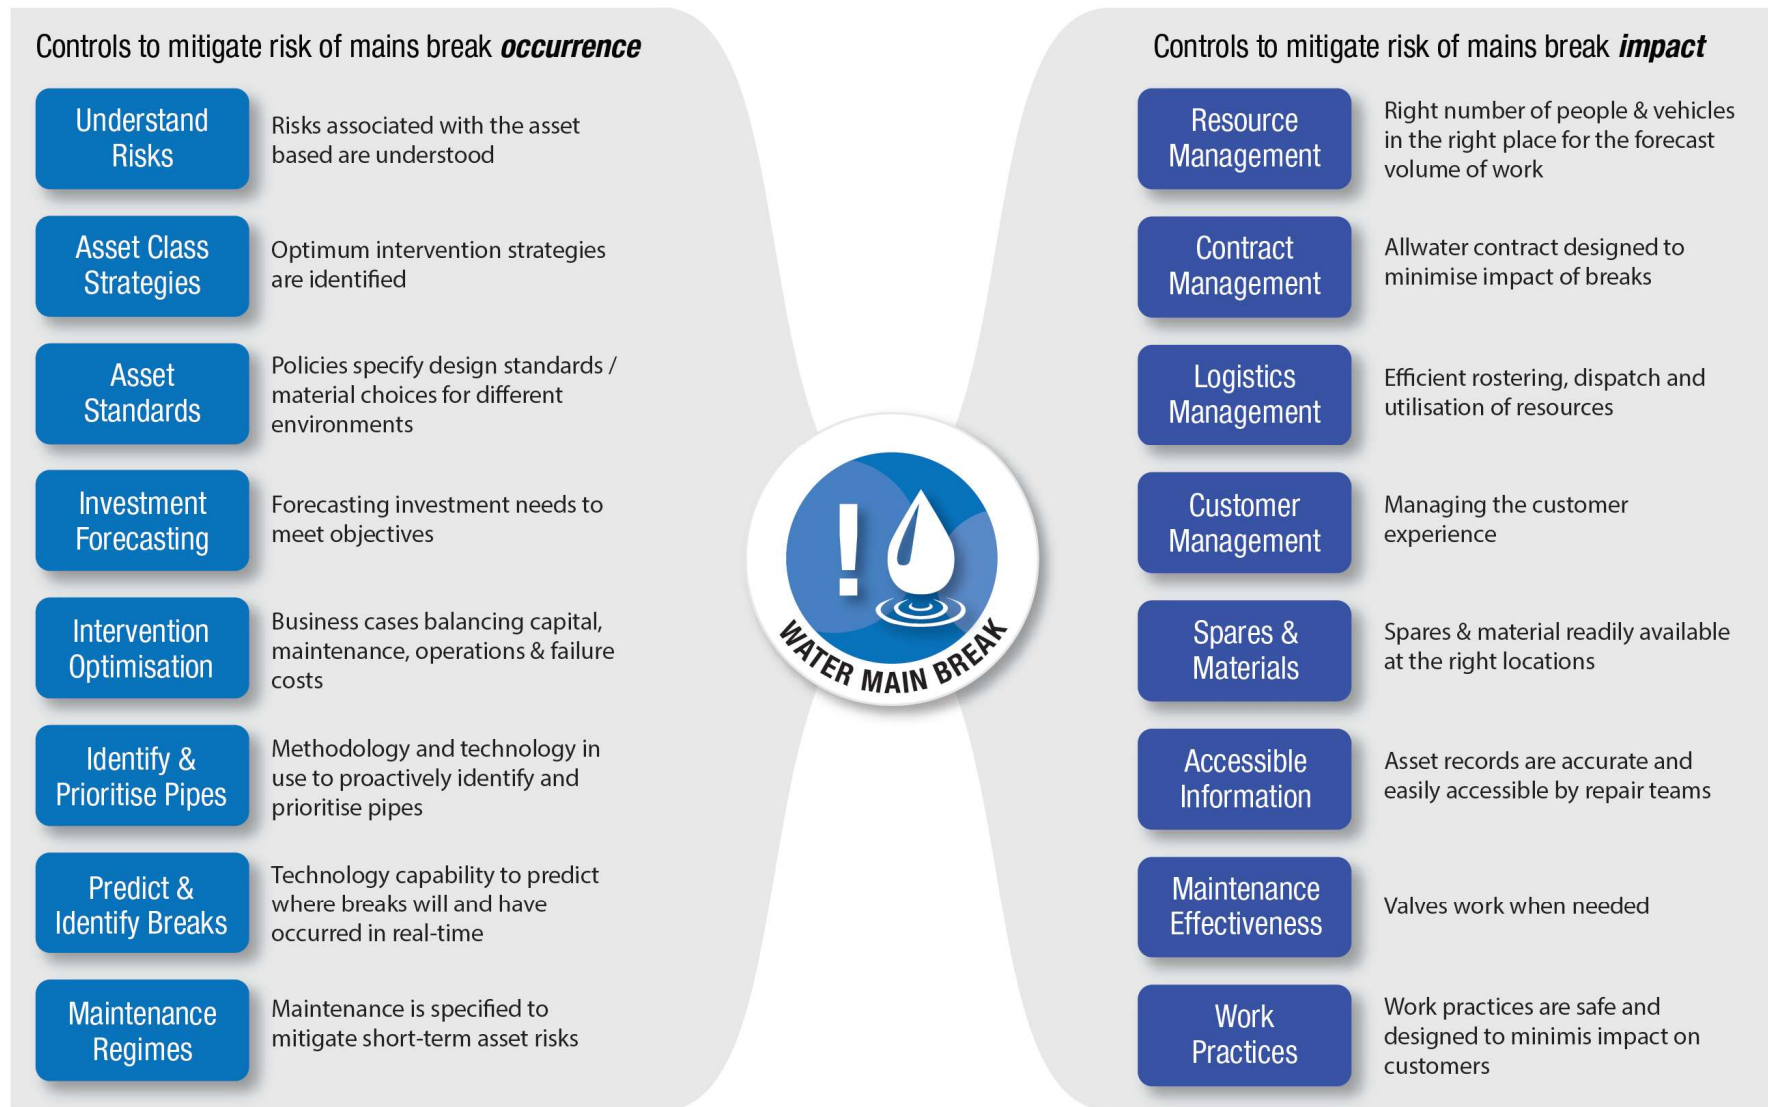 Controls to mitigate risk of mains break occurrence
Understand
Risks
Risks associated with the asset
based are understood
Asset Class
Strategies
Optimum intervention strategies
are identified
Asset
Standards
Policies specify design standards /
material choices for different
environments
Investment
Forecasting
Forecasting investment needs to
meet objectives
Intervention
Optimisation
Business cases balancing capital,
maintenance, operations & failure
costs
Identify &
Prioritise Pipes
Methodology and technology in
use to proactively identify and
prioritise pipes
Predict &
Identify Breaks
Technology capability to predict
where breaks will and have
occurred in real-time
Maintenance
Regimes
Maintenance is specified to
mitigate short-term asset risks
!
WATER MAIN BREAK
Controls to mitigate risk of mains break impact
Resource
Management
Right number of people & vehicles
in the right place for the forecast
volume of work
Contract
Management
Allwater contract designed to
minimise impact of breaks
Logistics
Management
Efficient rostering, dispatch and
utilisation of resources
Customer
Management
Managing the customer
experience
Spares &
Materials
Spares & material readily available
at the right locations
Accessible
Information
Asset records are accurate and
easily accessible by repair teams
Maintenance
Effectiveness
Valves work when needed
Work
Practices
Work practices are safe and
designed to minimis impact on
customers